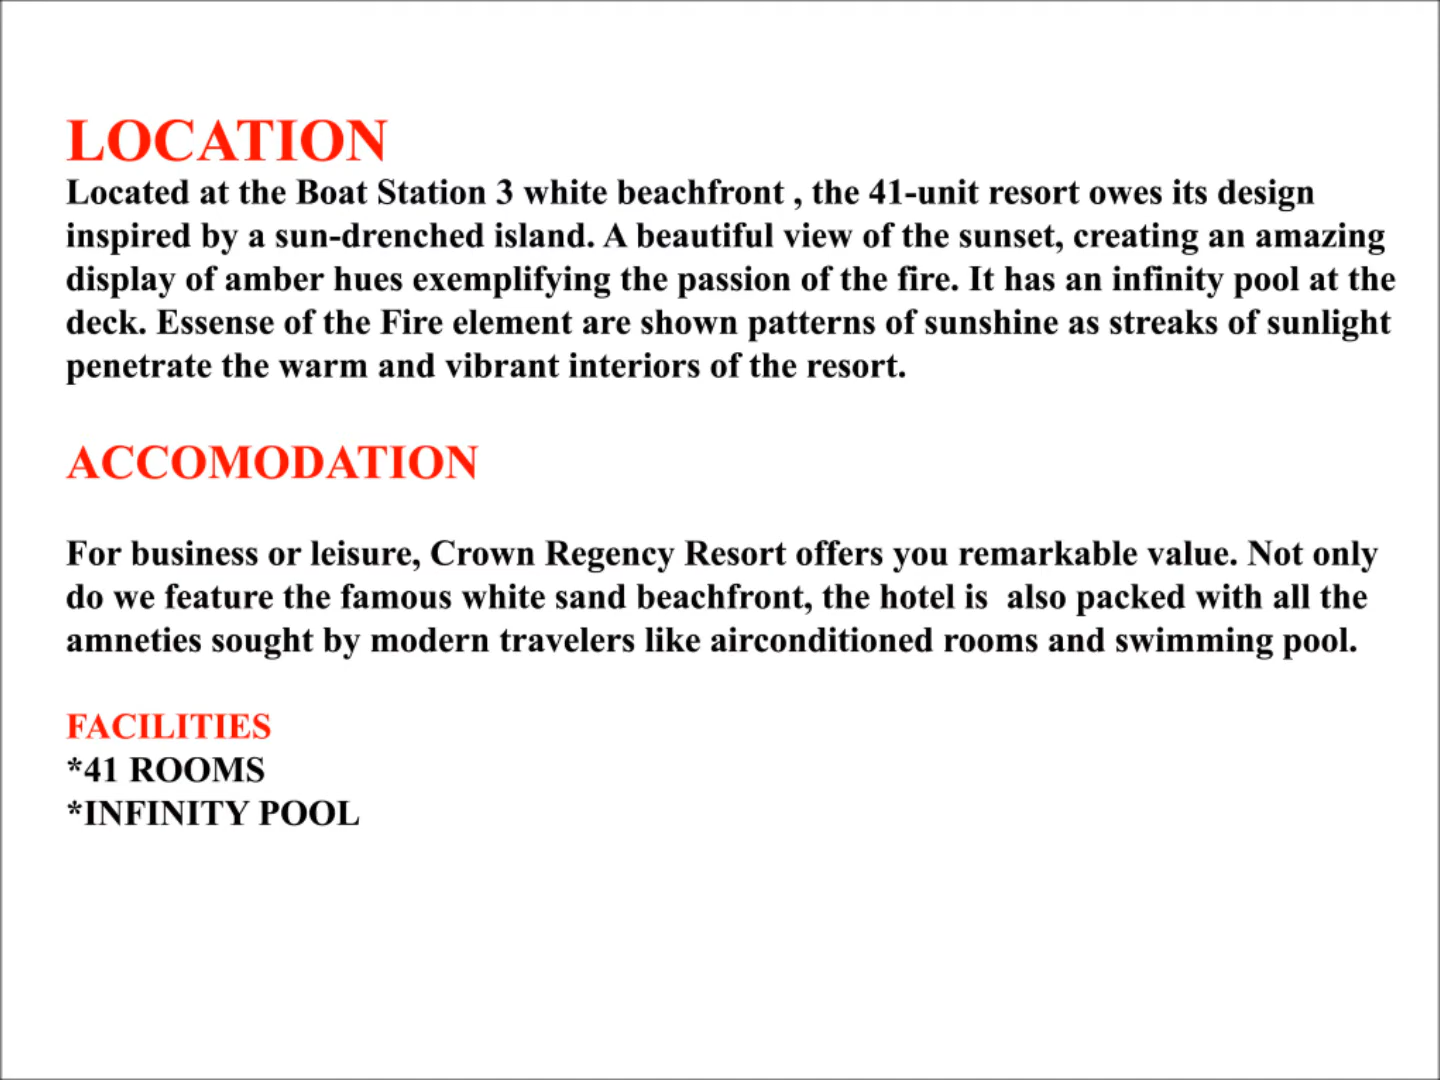 LOCATION
Located at the Boat Station 3 white beachfront , the 41-unit resort owes its design
inspired by a sun-drenched island. A beautiful view of the sunset, creating an amazing
display of amber hues exemplifying the passion of the fire. It has an infinity pool at the
deck. Essense of the Fire element are shown patterns of sunshine as streaks of sunlight
penetrate the warm and vibrant interiors of the resort.
ACCOMODATION
For business or leisure, Crown Regency Resort offers you remarkable value. Not only
do we feature the famous white sand beachfront, the hotel is  also packed with all the
amneties sought by modern travelers like airconditioned rooms and swimming pool.
FACILITIES
*41 ROOMS
*INFINITY POOL